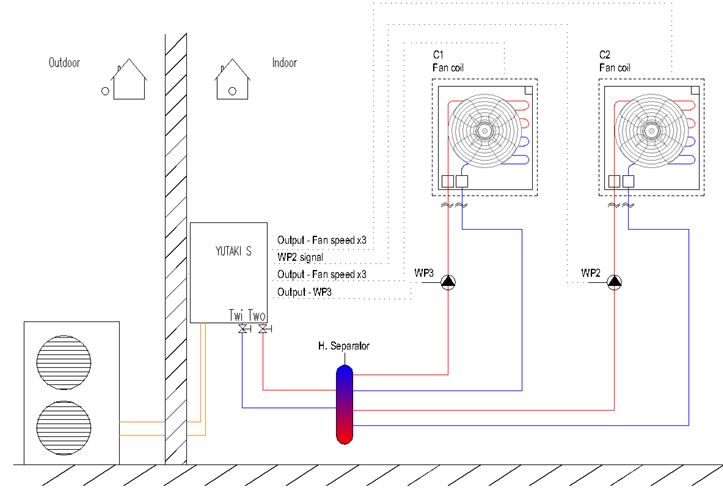 Outdoor
Indoor
C1
Fan coil
C2
Fan coil
YUTAKI S
Output - Fan speed x3
WP2 signal
Output - Fan speed x3
Output - WP3
WP3
WP2
Twi Two
H. Separator